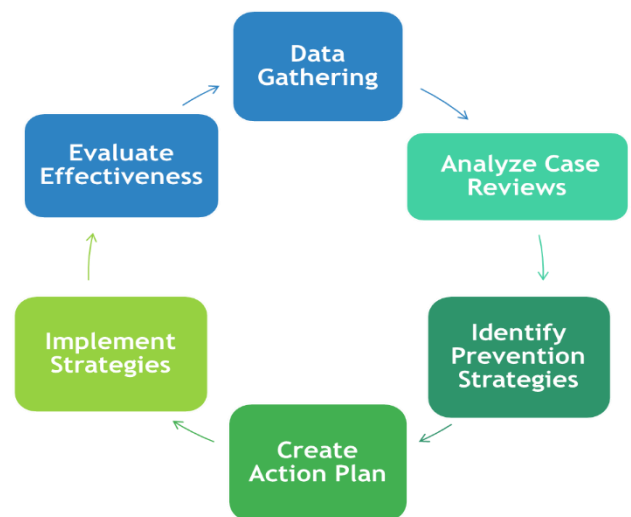 Data
Gathering
Analyze Case
Reviews
Identify
Prevention
Strategies
Create
Action Plan
Implement
Strategies
Evaluate
Effectiveness